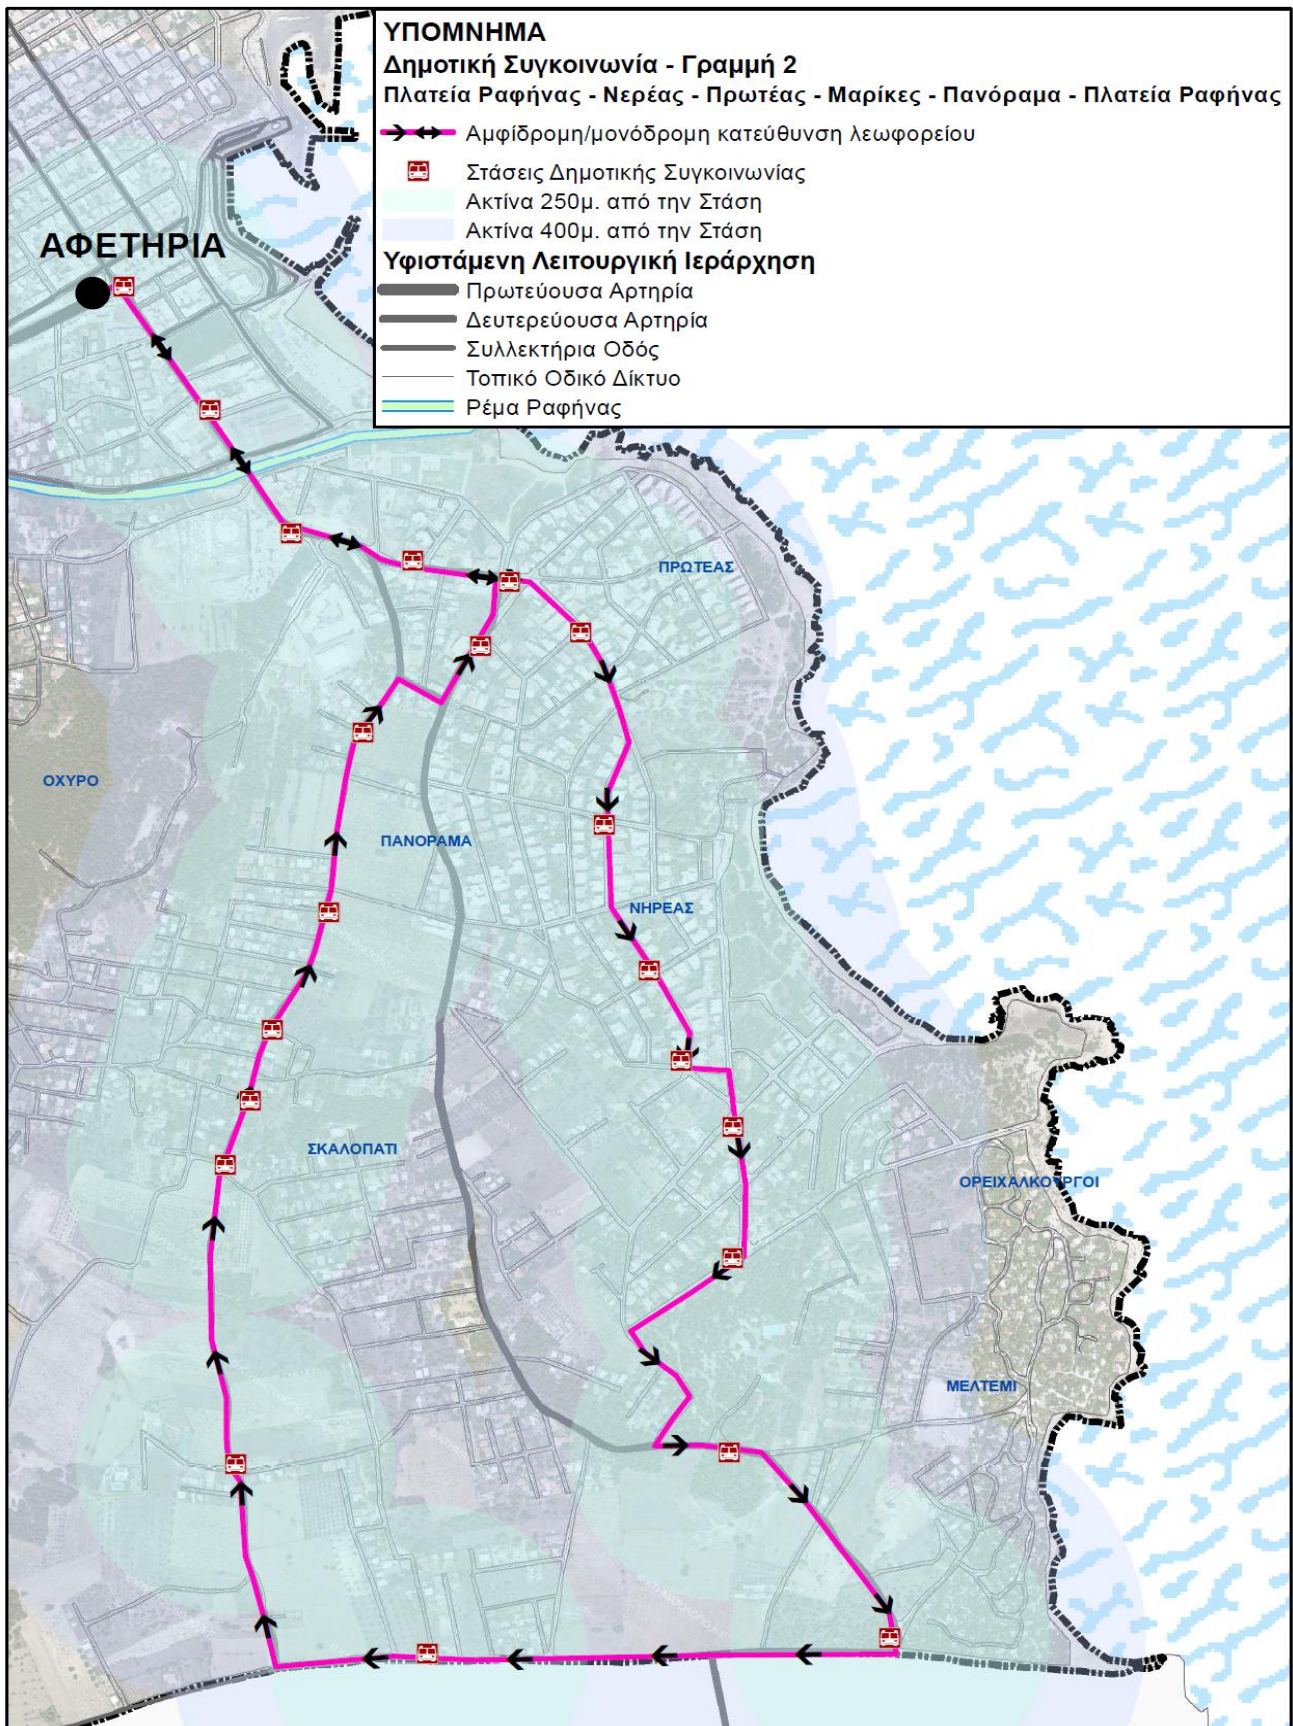 ΥΠΟΜΝΗΜΑ
Δημοτική Συγκοινωνία - Γραμμή 2
Πλατεία Ραφήνας - Νερέας - Πρωτέας - Μαρίκες - Πανόραμα - Πλατεία Ραφήνας
Αμφίδρομη/μονόδρομη κατεύθυνση λεωφορείου
Στάσεις Δημοτικής Συγκοινωνίας
Ακτίνα 250μ. από την Στάση
Ακτίνα 400μ. από την Στάση
Υφιστάμενη Λειτουργική Ιεράρχηση
Πρωτεύουσα Αρτηρία
Δευτερεύουσα Αρτηρία
Συλλεκτήρια Οδός
Τοπικό Οδικό Δίκτυο
Ρέμα Ραφήνας
ΑΦΕΤΗΡΙΑ
ΠΡΩΤΕΑΣ
ΟΧΥΡΟ
ΠΑΝΟΡΑΜΑ
ΝΗΡΕΑΣ
ΣΚΑΛΟΠΑΤΙ
ΟΡΕΙΧΑΛΚΟΥΡΓΟΙ
ΜΕΛΤΕΜΙ